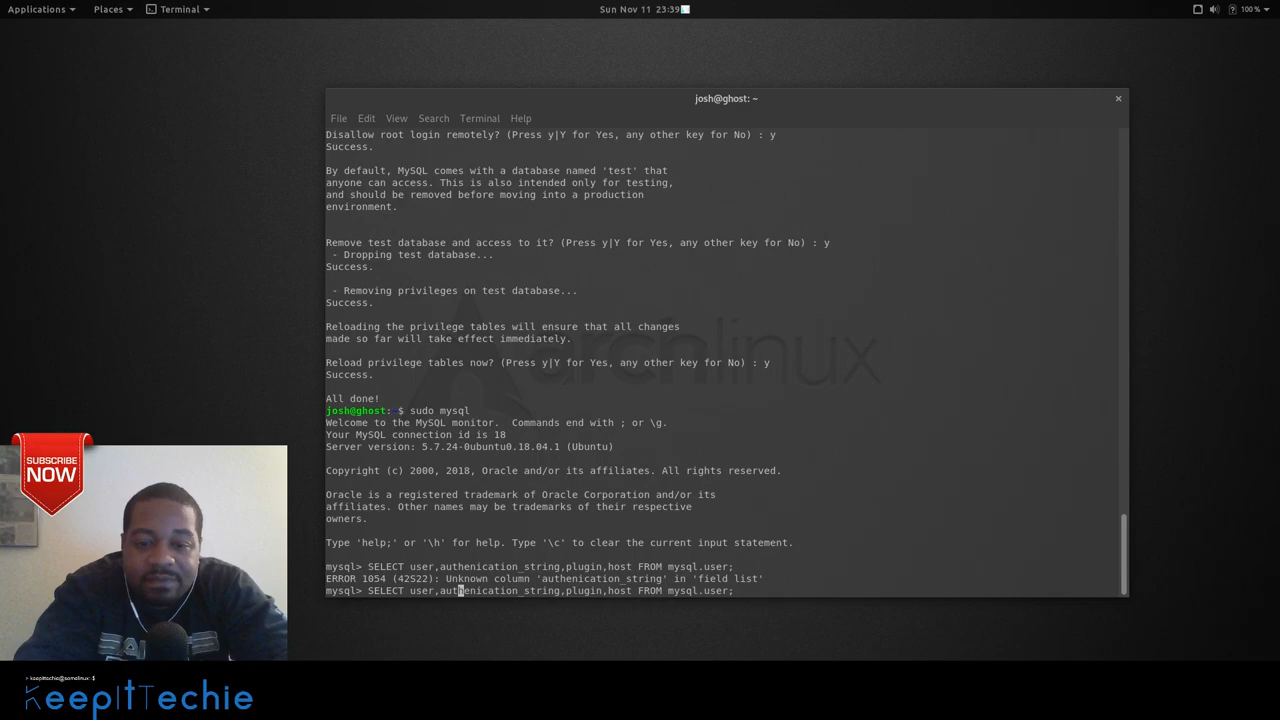 Applications Places Terminal Sun Nov 11 23:39 100%
josh@ghost: ~
File Edit View Search Terminal Help
Disallow root login remotely? (Press y|Y for Yes, any other key for No) : y
Success.
By default, MySQL comes with a database named 'test' that
anyone can access. This is also intended only for testing,
and should be removed before moving into a production
environment.
Remove test database and access to it? (Press y|Y for Yes, any other key for No) : y
- Dropping test database...
Success.
- Removing privileges on test database...
Success.
Reloading the privilege tables will ensure that all changes
made so far will take effect immediately.
Reload privilege tables now? (Press y|Y for Yes, any other key for No) : y
Success.
All done!
josh@ghost:~$ sudo mysql
Welcome to the MySQL monitor.  Commands end with ; or \g.
Your MySQL connection id is 18
Server version: 5.7.24-0ubuntu0.18.04.1 (Ubuntu)
Copyright (c) 2000, 2018, Oracle and/or its affiliates. All rights reserved.
Oracle is a registered trademark of Oracle Corporation and/or its
affiliates. Other names may be trademarks of their respective
owners.
Type 'help;' or '\h' for help. Type '\c' to clear the current input statement.
mysql> SELECT user,authenication_string,plugin,host FROM mysql.user;
ERROR 1054 (42S22): Unknown column 'authenication_string' in 'field list'
mysql> SELECT user,authenication_string,plugin,host FROM mysql.user;
archlinux
SUBSCRIBE
NOW
> keepittechie@somelinux:-$
KeepItTechie